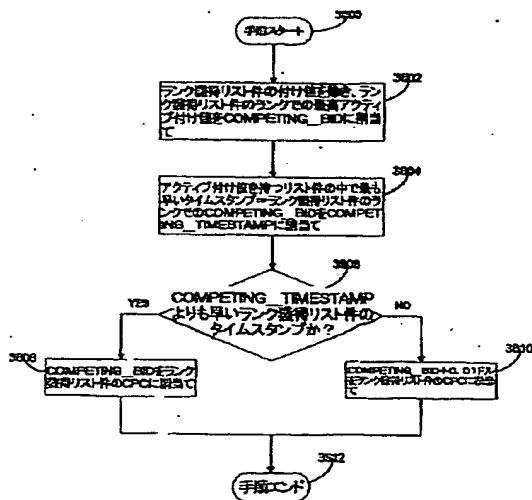 3800
手段スタート
3802
ランク獲得リスト件の付け値を除き、ラン
ク獲得リスト件のランクでの最高アクティ
ブ付け値をCOMPETING_BIDに割当
て
3804
アクティブ付け値を持つリスト件の中で最も
早いタイムスタンプ=ランク獲得リスト件のラ
ンクでのCOMPETING_BIDをCOMPET
ING_TIMESTAMPに割当て
3806
COMPETING_TIMESTAMP
よりも早いランク獲得リスト件の
タイムスタンプか?
YES
NO
3808
COMPETING_BIDをランク
獲得リスト件のCPCに割当て
3810
COMPETING_BID+0.01ドル
をランク獲得リスト件のCPCに割当
て
3812
手段エンド